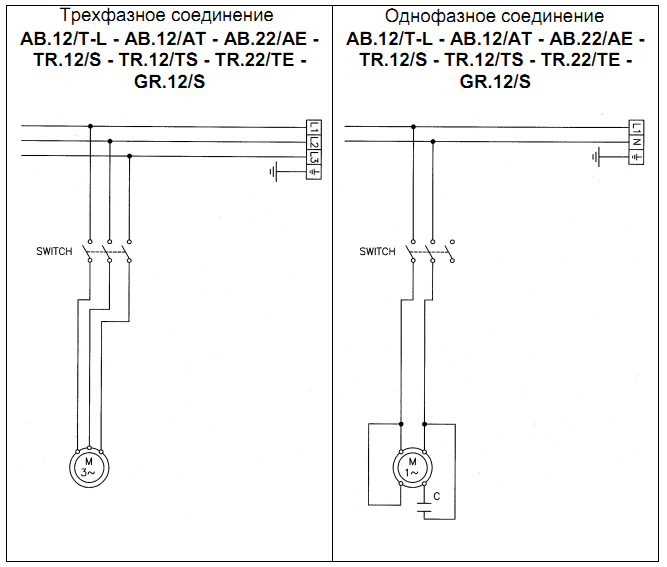 Трехфазное соединение
AB.12/T-L - AB.12/AT - AB.22/AE -
TR.12/S - TR.12/TS - TR.22/TE -
GR.12/S
L1
L2
L3
SWITCH
M
3~
Однофазное соединение
AB.12/T-L - AB.12/AT - AB.22/AE -
TR.12/S - TR.12/TS - TR.22/TE -
GR.12/S
L1
N
SWITCH
M
1~
C